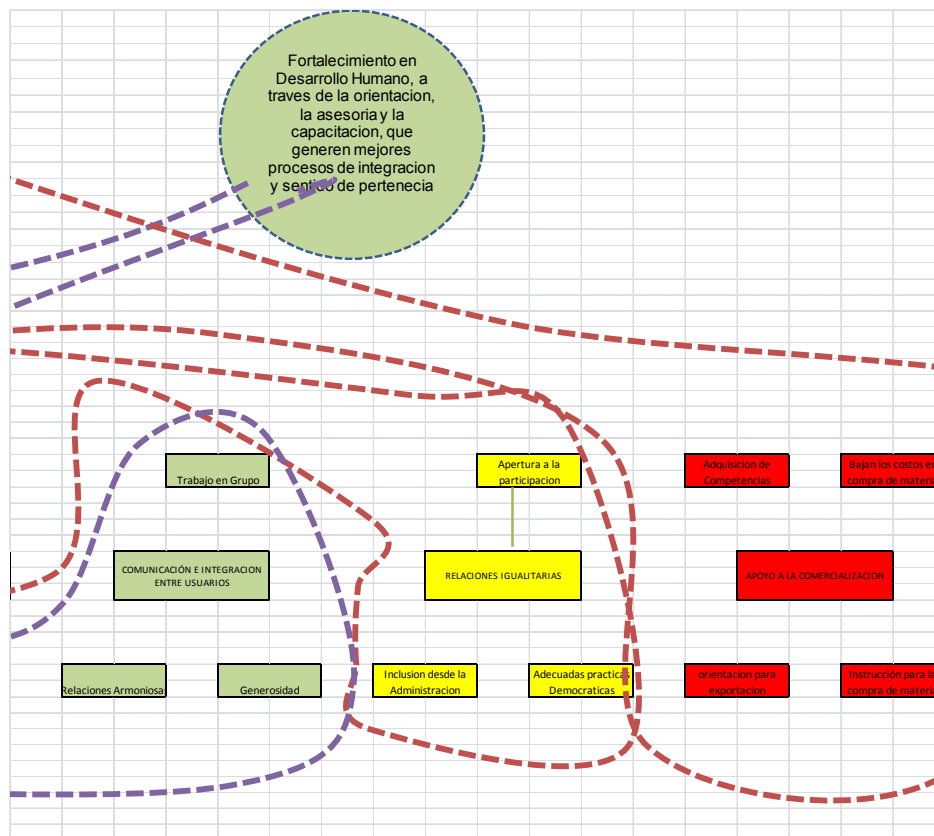 Fortalecimiento en
Desarrollo Humano, a
traves de la orientacion,
la asesoria y la
capacitacion, que
generen mejores
procesos de integracion
y sentido de pertenecia
Trabajo en Grupo
Apertura a la
participacion
Adquisicion de
Competencias
Bajan los costos en
compra de materia
COMUNICACIÓN E INTEGRACION
ENTRE USUARIOS
RELACIONES IGUALITARIAS
APOYO A LA COMERCIALIZACION
Relaciones Armoniosas
Generosidad
Inclusion desde la
Administracion
Adecuadas practicas
Democraticas
orientacion para
exportacion
Instrucción para la
compra de materia